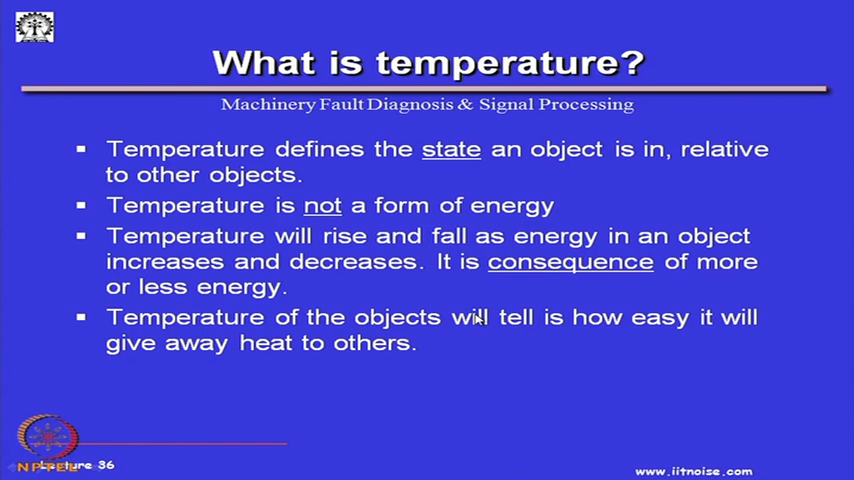 What is temperature?
Machinery Fault Diagnosis & Signal Processing
Temperature defines the state an object is in, relative
to other objects.
Temperature is not a form of energy
Temperature will rise and fall as energy in an object
increases and decreases. It is consequence of more
or less energy.
Temperature of the objects will tell is how easy it will
give away heat to others.
NPTEL
Lecture 36
www.iitnoise.com